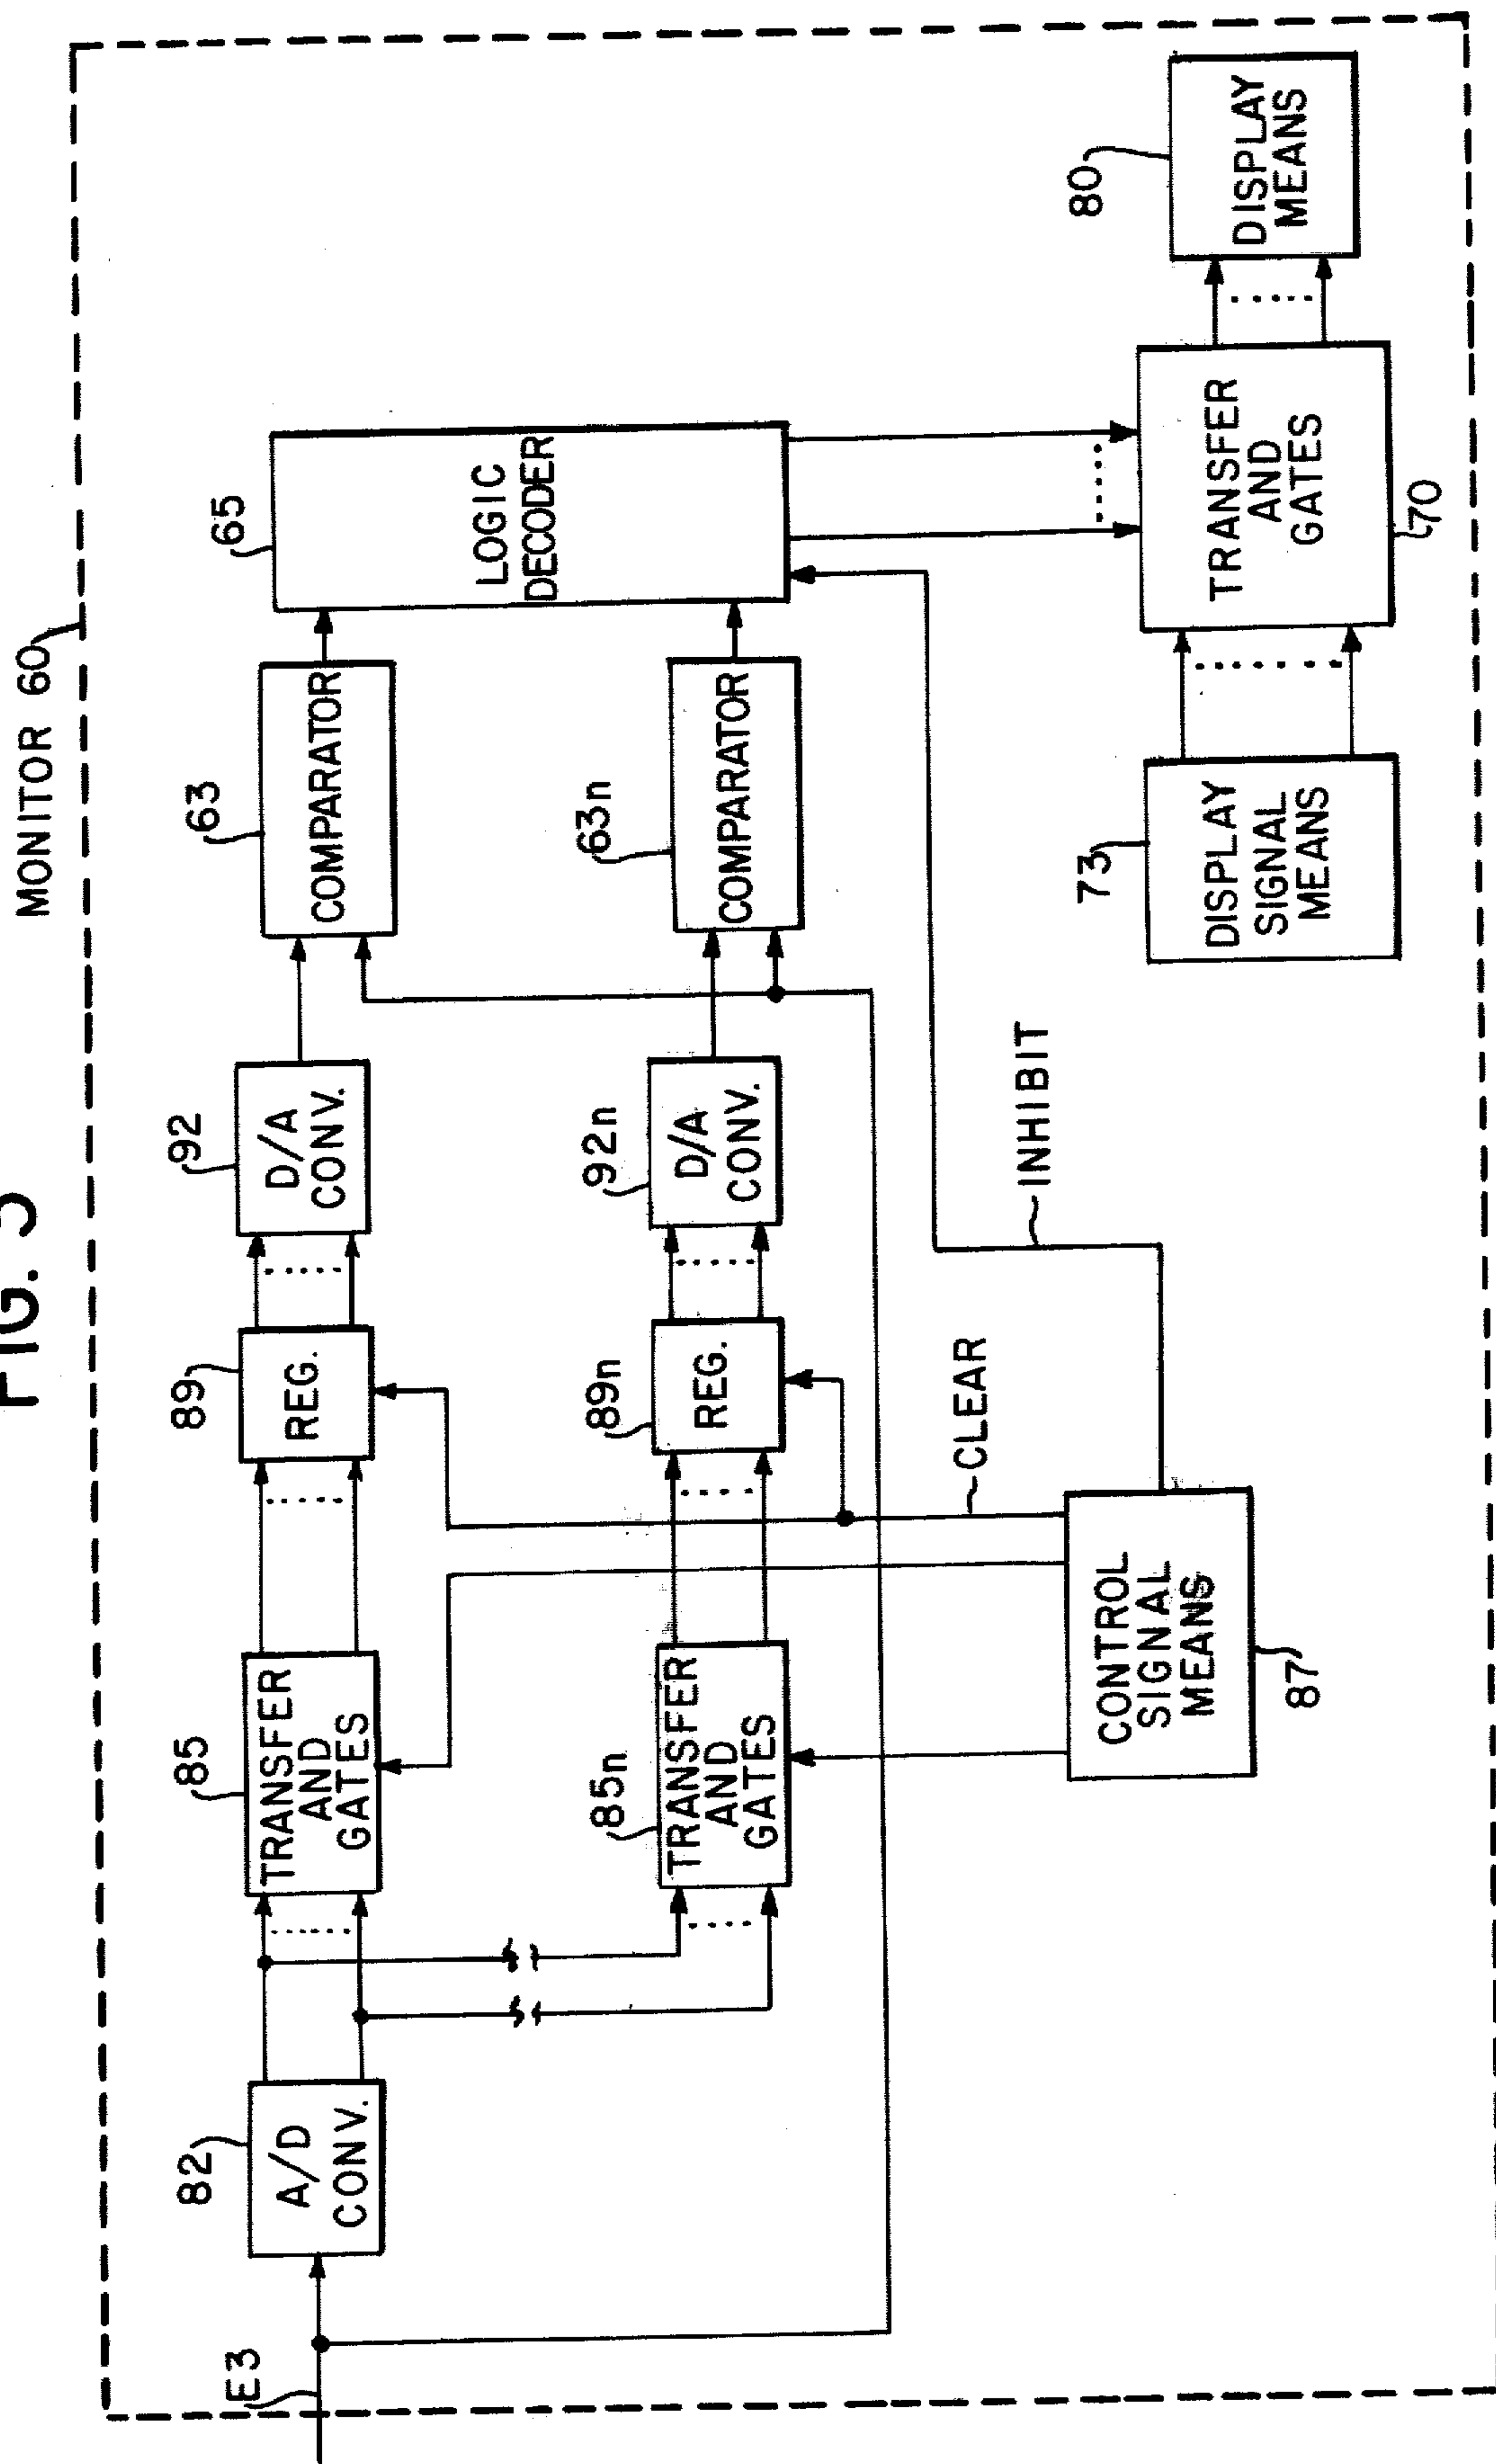 FIG.
MONITOR 60
E3
82
A/D
CONV.
85
TRANSFER
AND
GATES
89
REG.
92
D/A
CONV.
63
COMPARATOR
65
LOGIC
DECODER
85n
TRANSFER
AND
GATES
89n
REG.
92n
D/A
CONV.
63n
COMPARATOR
CLEAR
INHIBIT
CONTROL
SIGNAL
MEANS
87
73
DISPLAY
SIGNAL
MEANS
TRANSFER
AND
GATES
70
80
DISPLAY
MEANS